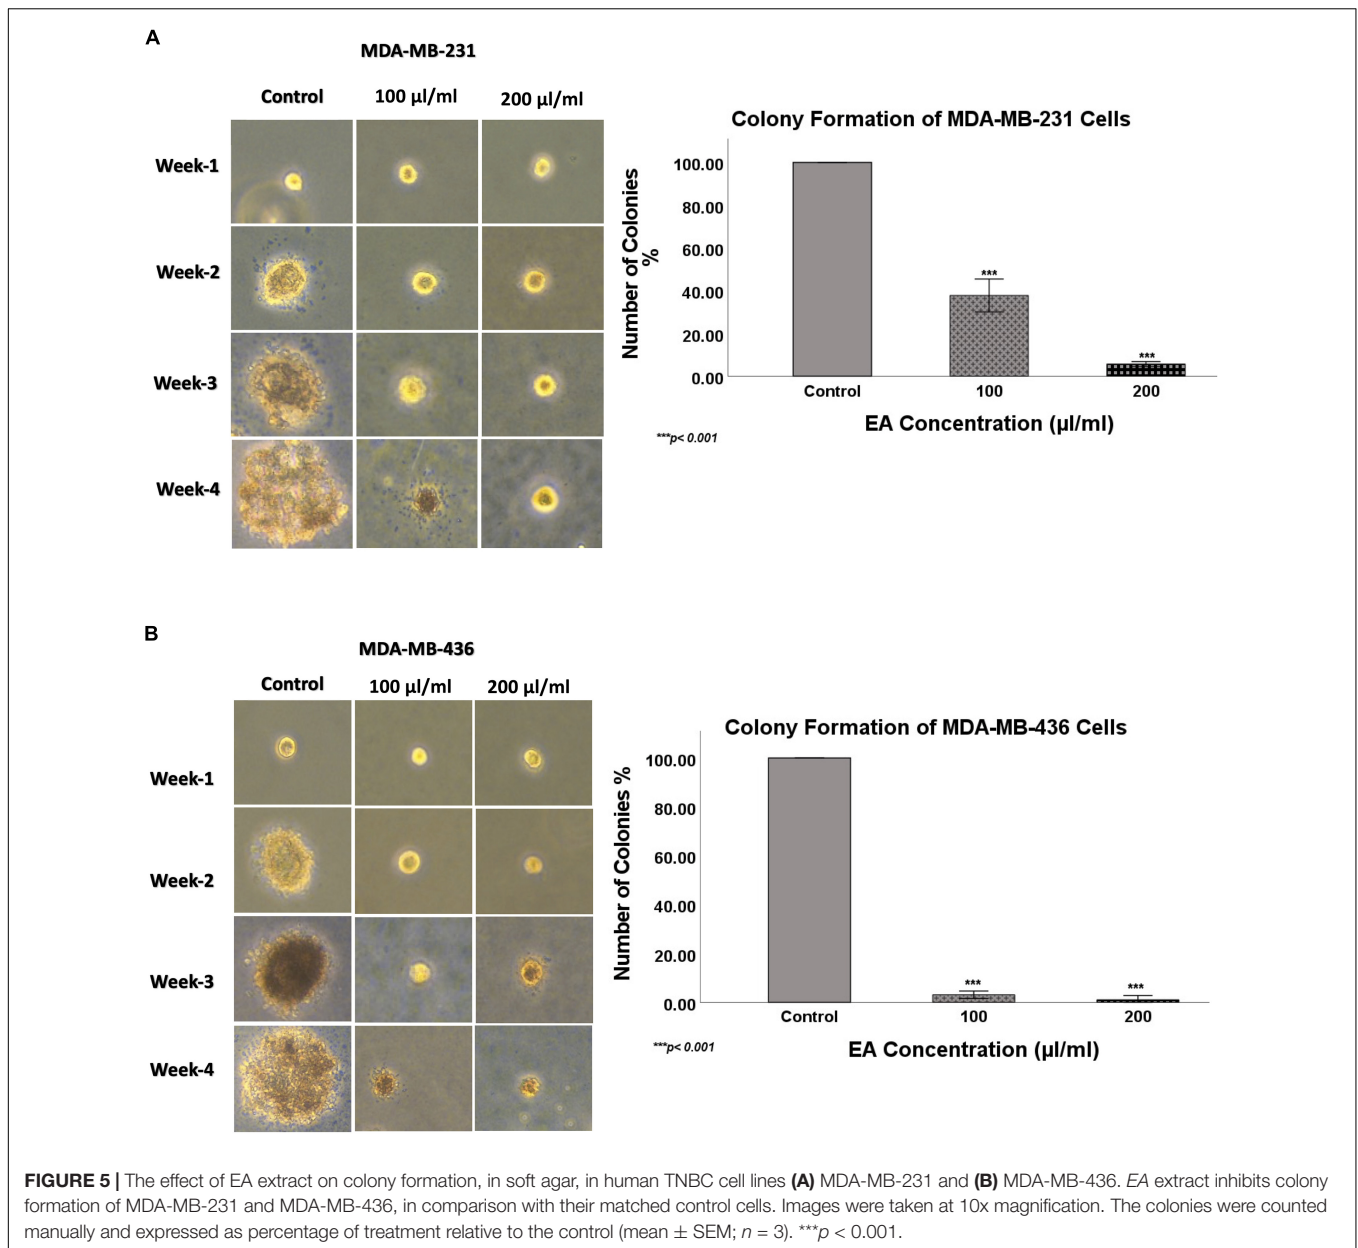 A
MDA-MB-231
Control 100 µl/ml 200 µl/ml
Week-1
Week-2
Week-3
Week-4
Colony Formation of MDA-MB-231 Cells
Number of Colonies
%
100.00
80.00
60.00
40.00
20.00
0.00
***
***
Control 100 200
EA Concentration (µl/ml)
***p< 0.001
B
MDA-MB-436
Control 100 µl/ml 200 µl/ml
Week-1
Week-2
Week-3
Week-4
Colony Formation of MDA-MB-436 Cells
Number of Colonies %
100.00
80.00
60.00
40.00
20.00
0.00
***
***
Control 100 200
EA Concentration (µl/ml)
***p< 0.001
FIGURE 5 | The effect of EA extract on colony formation, in soft agar, in human TNBC cell lines (A) MDA-MB-231 and (B) MDA-MB-436. EA extract inhibits colony
formation of MDA-MB-231 and MDA-MB-436, in comparison with their matched control cells. Images were taken at 10x magnification. The colonies were counted
manually and expressed as percentage of treatment relative to the control (mean ± SEM; n = 3). ***p < 0.001.